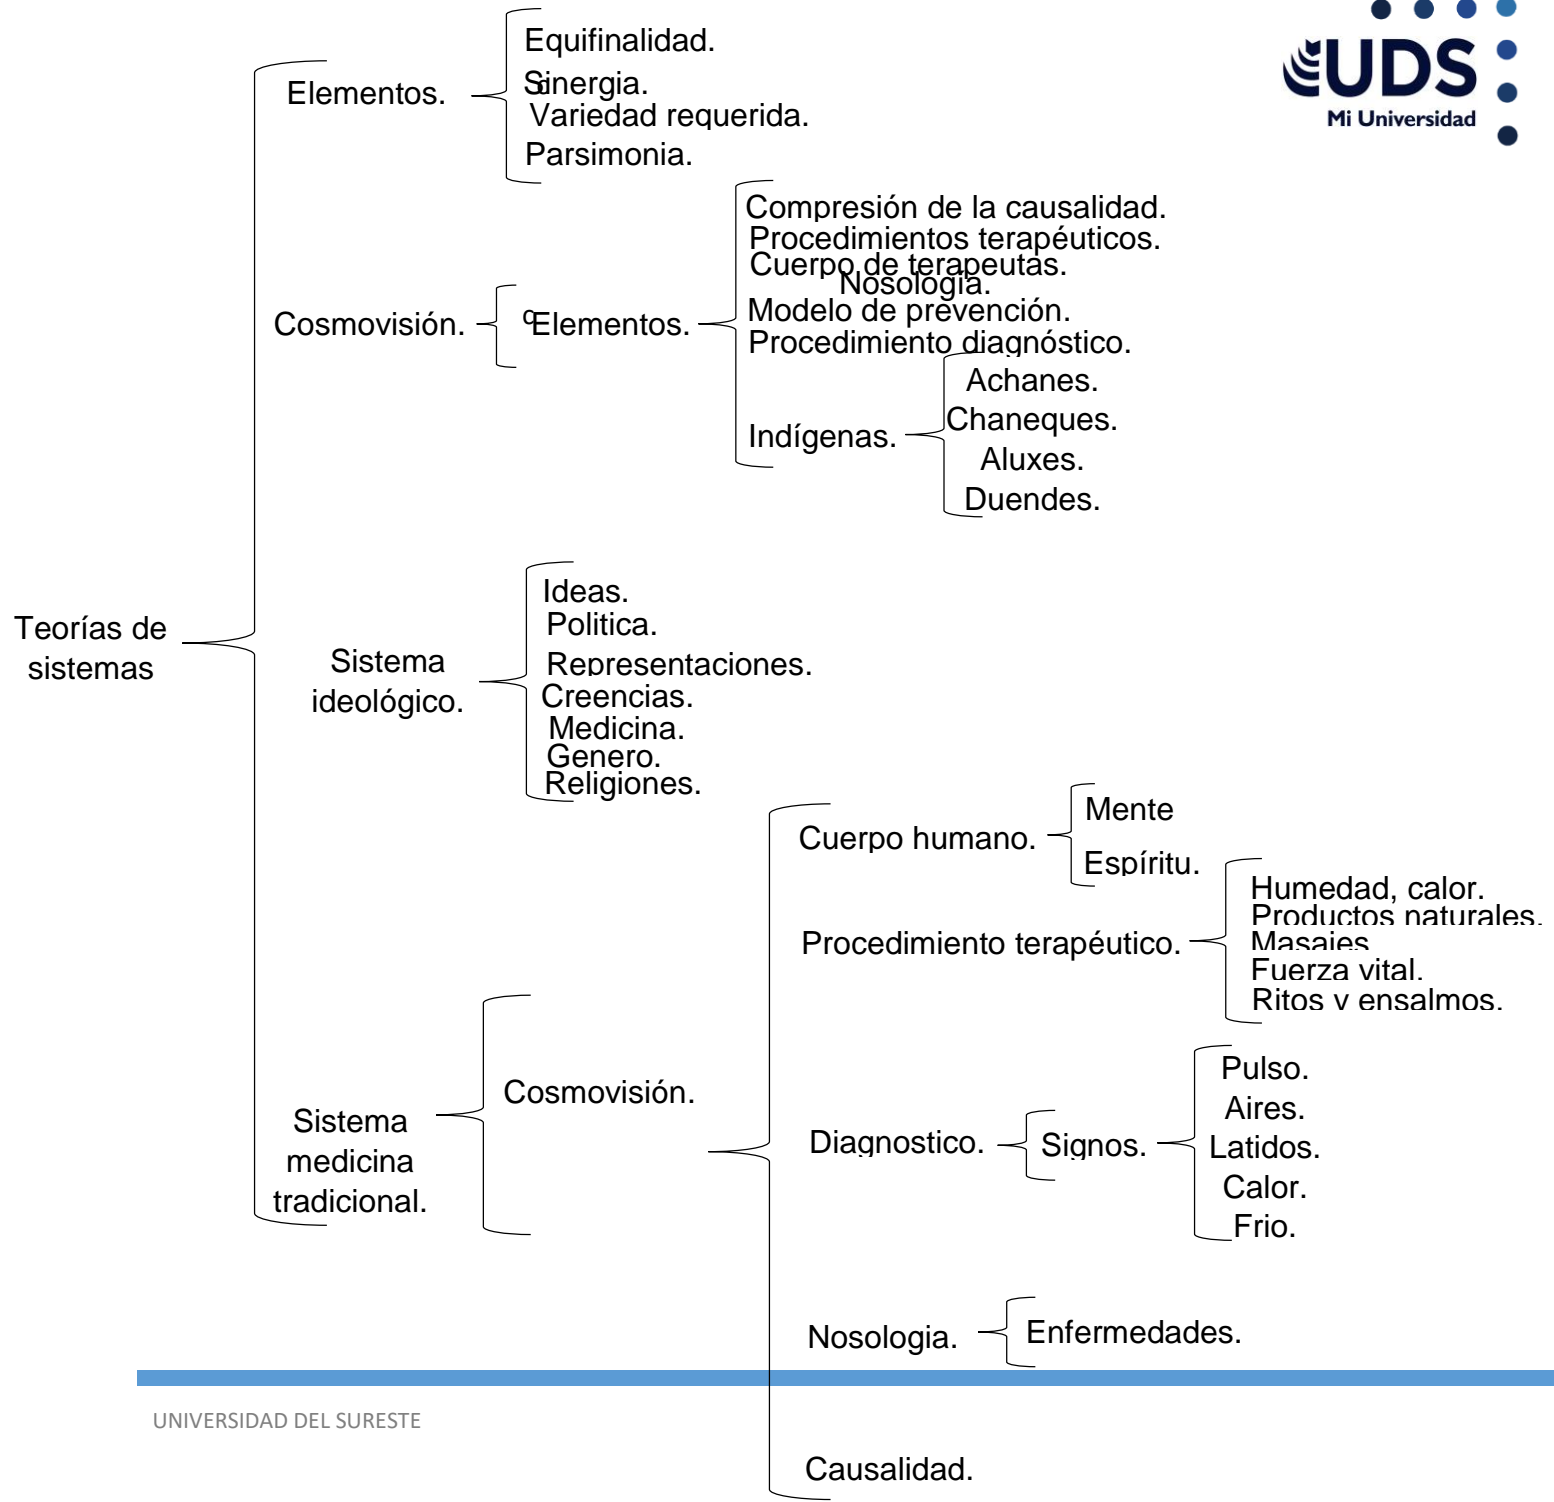 UDS
Mi Universidad
Equifinalidad.
Elementos.
Sinergia.
Variedad requerida.
Parsimonia.
Compresión de la causalidad.
Procedimientos terapéuticos.
Cuerpo de terapeutas.
Nosología.
Cosmovisión.
Elementos.
Modelo de prevención.
Procedimiento diagnóstico.
Indígenas.
Achanes.
Chaneques.
Aluxes.
Duendes.
Teorías de
sistemas
Sistema
ideológico.
Ideas.
Politica.
Representaciones.
Creencias.
Medicina.
Genero.
Religiones.
Cuerpo humano.
Mente
Espíritu.
Procedimiento terapéutico.
Humedad, calor.
Productos naturales.
Masajes
Fuerza vital.
Ritos y ensalmos.
Sistema
medicina
tradicional.
Cosmovisión.
Diagnostico.
Signos.
Pulso.
Aires.
Latidos.
Calor.
Frio.
Nosologia.
Enfermedades.
UNIVERSIDAD DEL SURESTE
Causalidad.